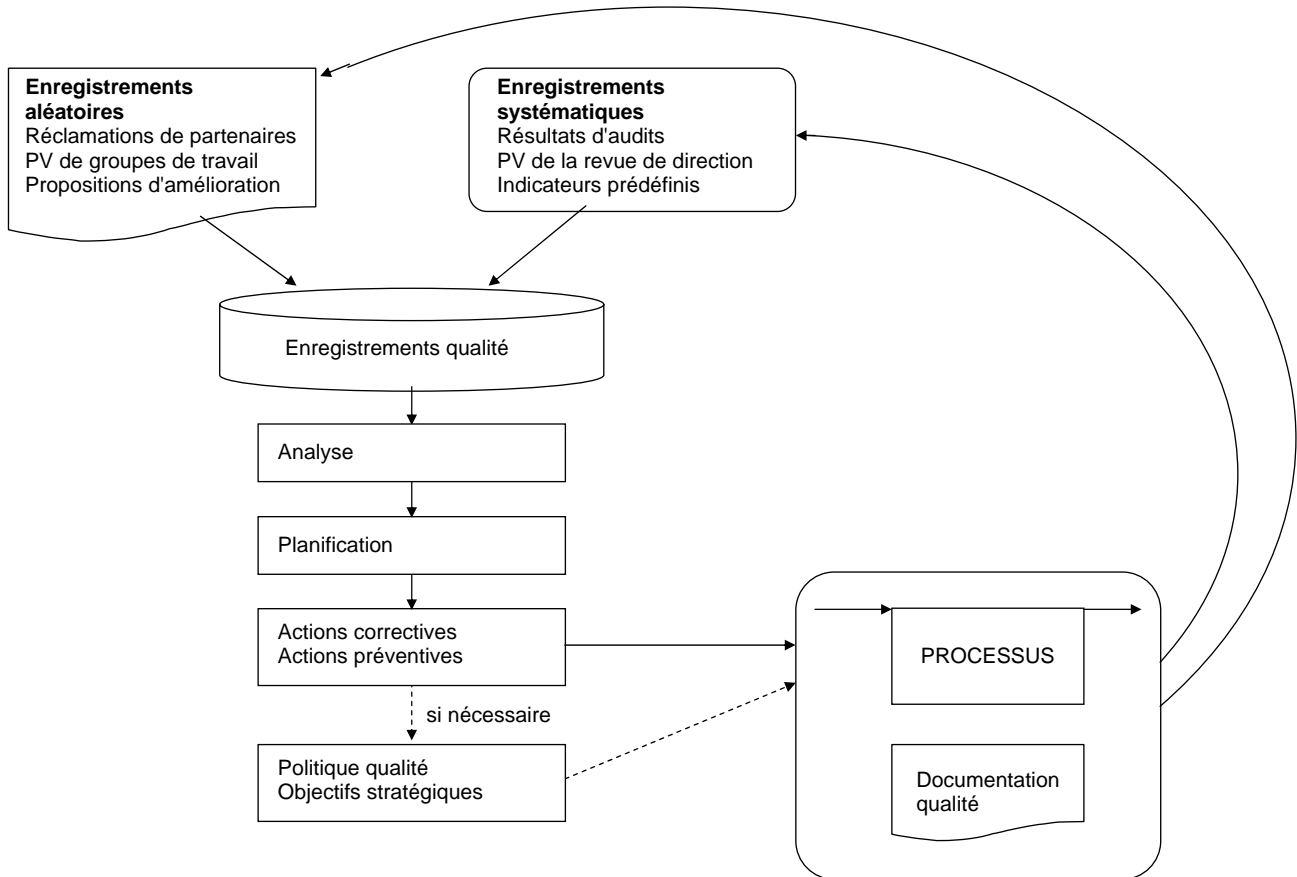 Enregistrements
aléatoires
Réclamations de partenaires
PV de groupes de travail
Propositions d'amélioration
Enregistrements
systématiques
Résultats d'audits
PV de la revue de direction
Indicateurs prédéfinis
Enregistrements qualité
Analyse
Planification
Actions correctives
Actions préventives
si nécessaire
Politique qualité
Objectifs stratégiques
PROCESSUS
Documentation
qualité